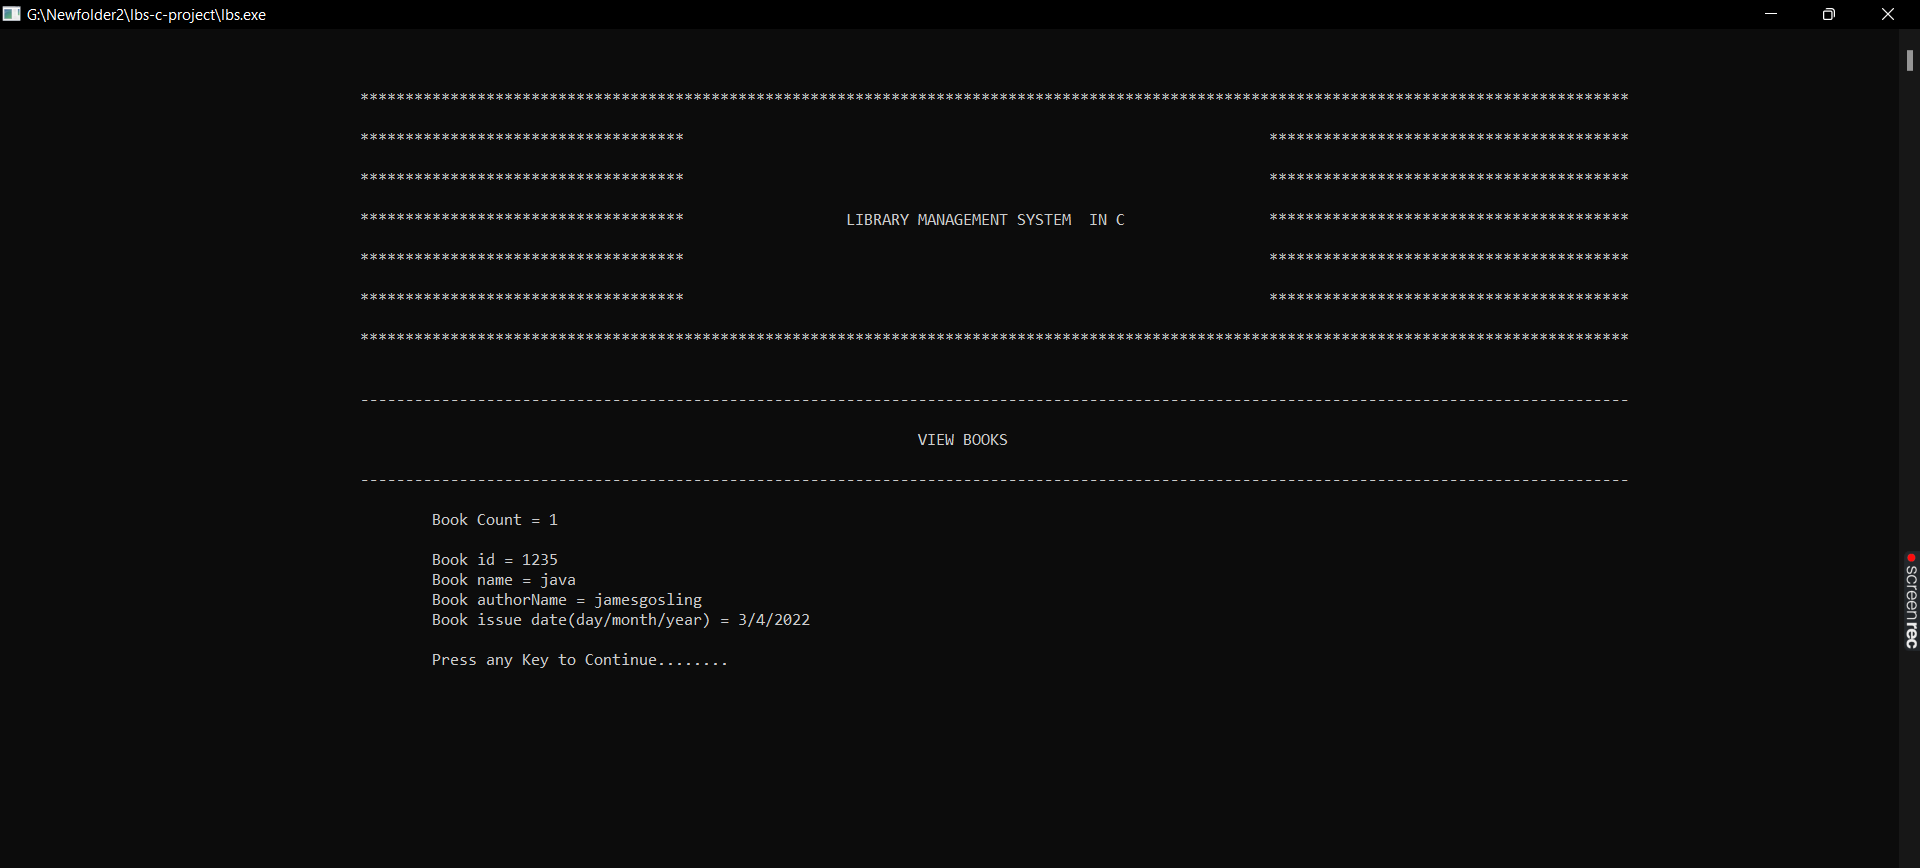 G:\Newfolder2\lbs-c-project\lbs.exe
*********************************************************************************************************************************************
************************************ ****************************************
************************************ ****************************************
************************************ LIBRARY MANAGEMENT SYSTEM  IN C ****************************************
************************************ ****************************************
************************************ ****************************************
*********************************************************************************************************************************************
---------------------------------------------------------------------------------------------------------------------------------------------
VIEW BOOKS
---------------------------------------------------------------------------------------------------------------------------------------------
Book Count = 1
Book id = 1235
Book name = java
Book authorName = jamesgosling
Book issue date(day/month/year) = 3/4/2022
Press any Key to Continue........
screenrec